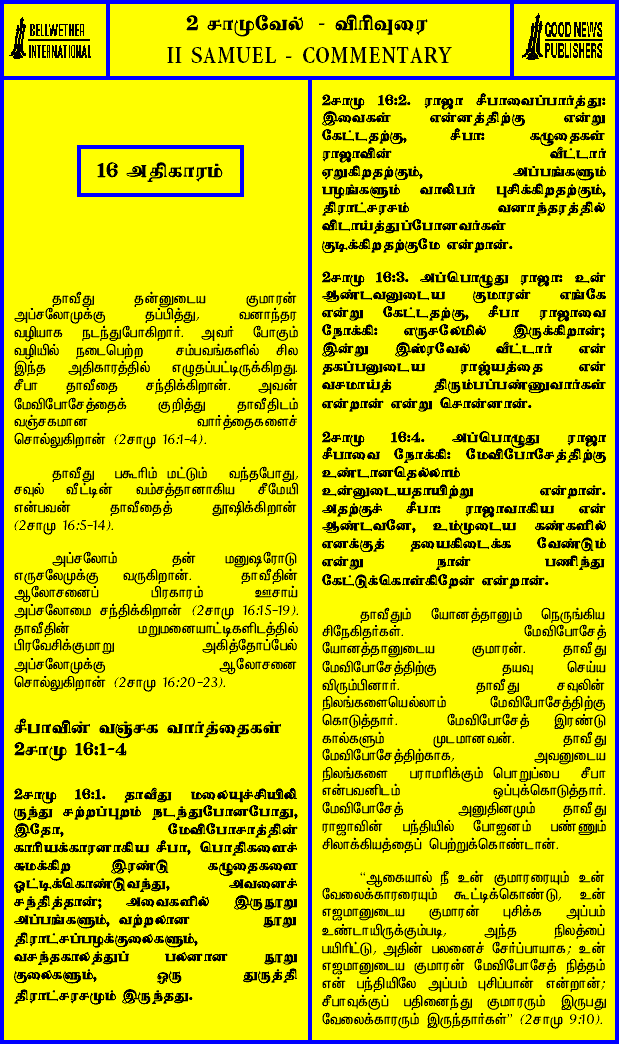 BELLWETHER
INTERNATIONAL
2 சாமுவேல் - விரிவுரை
II SAMUEL - COMMENTARY
GOOD NEWS
PUBLISHERS
16 அதிகாரம்
தாவீது தன்னுடைய குமாரன்
அப்சலோமுக்கு தப்பித்து, வனாந்தர
வழியாக நடந்துபோகிறார். அவர் போகும்
வழியில் நடைபெற்ற சம்பவங்களில் சில
இந்த அதிகாரத்தில் எழுதப்பட்டிருக்கிறது.
சீபா தாவீதை சந்திக்கிறான். அவன்
மேவிபோசேத்தைக் குறித்து தாவீதிடம்
வஞ்சகமான வார்த்தைகளைச்
சொல்லுகிறான் (2சாமு 16:1-4).
தாவீது பகூரிம் மட்டும் வந்தபோது,
சவுல் வீட்டின் வம்சத்தானாகிய சீமேயி
என்பவன் தாவீதைத் தூஷிக்கிறான்
(2சாமு 16:5-14).
அப்சலோம் தன் மனுஷரோடு
எருசலேமுக்கு வருகிறான். தாவீதின்
ஆலோசனைப் பிரகாரம் ஊசாய்
அப்சலோமை சந்திக்கிறான் (2சாமு 16:15-19).
தாவீதின் மறுமனையாட்டிகளிடத்தில்
பிரவேசிக்குமாறு அகித்தோப்பேல்
அப்சலோமுக்கு ஆலோசனை
சொல்லுகிறான் (2சாமு 16:20-23).
சீபாவின் வஞ்சக வார்த்தைகள்
2சாமு 16:1-4
2சாமு 16:1. தாவீது மலையுச்சியிலி
ருந்து சற்றப்புறம் நடந்துபோனபோது,
இதோ, மேவிபோசாத்தின்
காரியக்காரனாகிய சீபா, பொதிகளைச்
சுமக்கிற இரண்டு கழுதைகளை
ஓட்டிக்கொண்டுவந்து, அவனைச்
சந்தித்தான்; அவைகளில் இருநூறு
அப்பங்களும், வற்றலான நூறு
திராட்சப்பழக்குலைகளும்,
வசந்தகாலத்துப் பலனான நூறு
குலைகளும், ஒரு துருத்தி
திராட்சரசமும் இருந்தது.
2சாமு 16:2. ராஜா சீபாவைப்பார்த்து:
இவைகள் என்னத்திற்கு என்று
கேட்டதற்கு, சீபா: கழுதைகள்
ராஜாவின் வீட்டார்
ஏறுகிறதற்கும், அப்பங்களும்
பழங்களும் வாலிபர் புசிக்கிறதற்கும்,
திராட்சரசம் வனாந்தரத்தில்
விடாய்த்துப்போனவர்கள்
குடிக்கிறதற்குமே என்றான்.
2சாமு 16:3. அப்பொழுது ராஜா: உன்
ஆண்டவனுடைய குமாரன் எங்கே
என்று கேட்டதற்கு, சீபா ராஜாவை
நோக்கி: எருசலேமில் இருக்கிறான்;
இன்று இஸ்ரவேல் வீட்டார் என்
தகப்பனுடைய ராஜ்யத்தை என்
வசமாய்த் திரும்பப்பண்ணுவார்கள்
என்றான் என்று சொன்னான்.
2சாமு 16:4. அப்பொழுது ராஜா
சீபாவை நோக்கி: மேவிபோசேத்திற்கு
உண்டானதெல்லாம்
உன்னுடையதாயிற்று என்றான்.
அதற்குச் சீபா: ராஜாவாகிய என்
ஆண்டவனே, உம்முடைய கண்களில்
எனக்குத் தயைகிடைக்க வேண்டும்
என்று நான் பணிந்து
கேட்டுக்கொள்கிறேன் என்றான்.
தாவீதும் யோனத்தானும் நெருங்கிய
சிநேகிதர்கள். மேவிபோசேத்
யோனத்தானுடைய குமாரன். தாவீது
மேவிபோசேத்திற்கு தயவு செய்ய
விரும்பினார். தாவீது சவுலின்
நிலங்களையெல்லாம் மேவிபோசேத்திற்கு
கொடுத்தார். மேவிபோசேத் இரண்டு
கால்களும் முடமானவன். தாவீது
மேவிபோசேத்திற்காக, அவனுடைய
நிலங்களை பராமரிக்கும் பொறுப்பை சீபா
என்பவனிடம் ஒப்புக்கொடுத்தார்.
மேவிபோசேத் அனுதினமும் தாவீது
ராஜாவின் பந்தியில் போஜனம் பண்ணும்
சிலாக்கியத்தைப் பெற்றுக்கொண்டான்.
"ஆகையால் நீ உன் குமாரரையும் உன்
வேலைக்காரரையும் கூட்டிக்கொண்டு, உன்
எஜமானுடைய குமாரன் புசிக்க அப்பம்
உண்டாயிருக்கும்படி, அந்த நிலத்தைப்
பயிரிட்டு, அதின் பலனைச் சேர்ப்பாயாக; உன்
எஜமானுடைய குமாரன் மேவிபோசேத் நித்தம்
என் பந்தியிலே அப்பம் புசிப்பான் என்றான்;
சீபாவுக்குப் பதினைந்து குமாரரும் இருபது
வேலைக்காரரும் இருந்தார்கள்" (2சாமு 9:10).